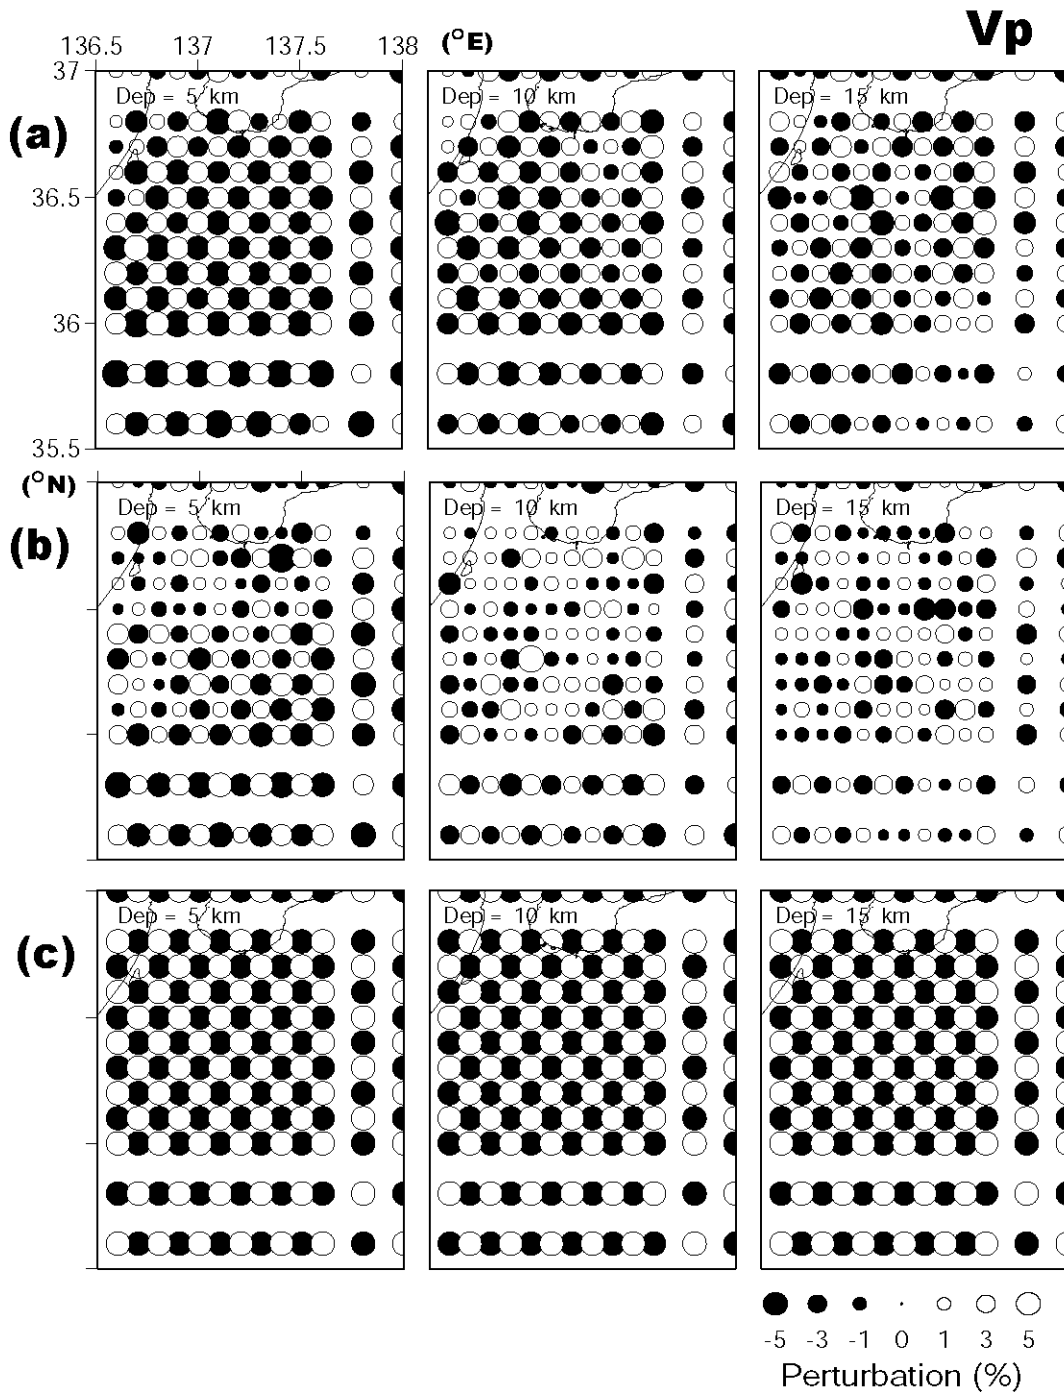 Vp
136.5 137 137.5 138 (°E)
37
Dep = 5 km Dep = 10 km Dep = 15 km
(a)
36.5
36
35.5
(°N)
Dep = 5 km Dep = 10 km Dep = 15 km
(b)
Dep = 5 km Dep = 10 km Dep = 15 km
(c)
-5 -3 -1 0 1 3 5
Perturbation (%)